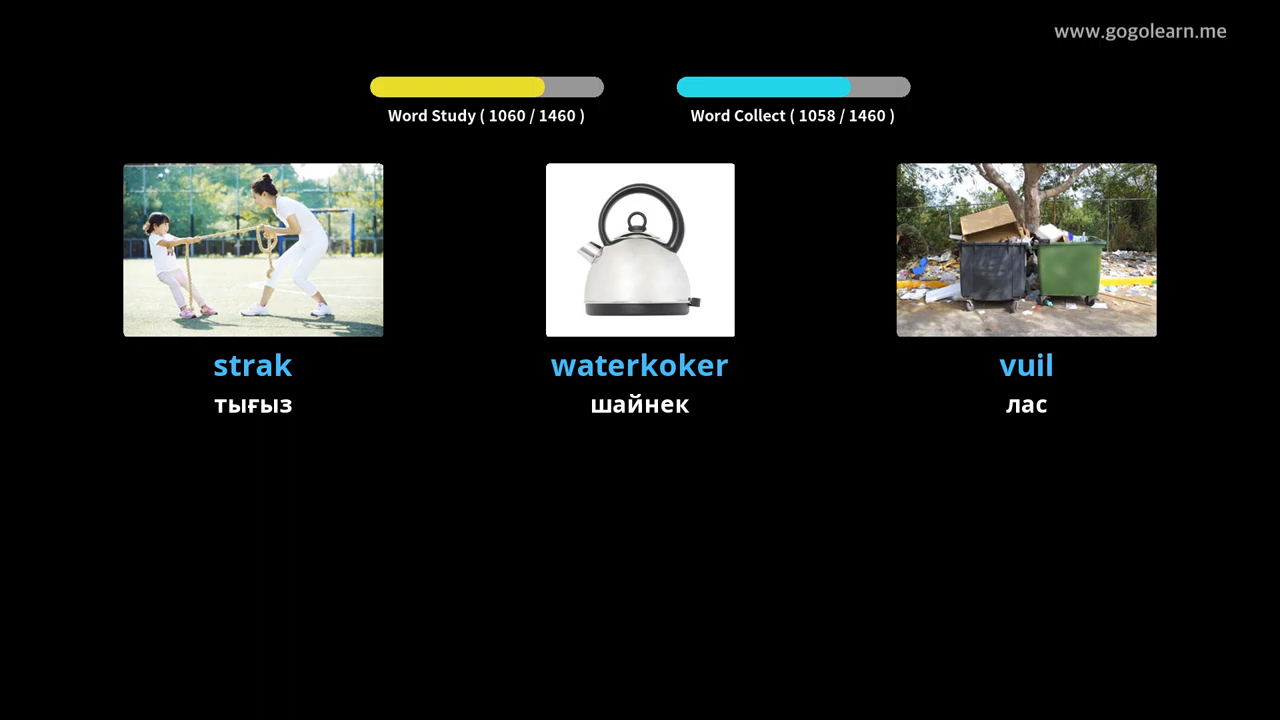 www.gogolearn.me
Word Study ( 1060 / 1460 )
Word Collect ( 1058 / 1460 )
strak
тығыз
waterkoker
шайнек
vuil
лас